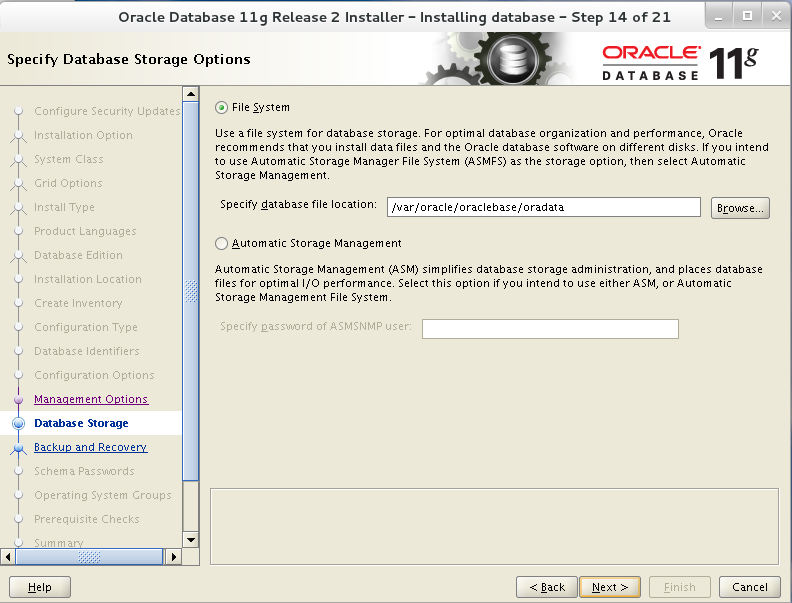 Oracle Database 11g Release 2 Installer – Installing database – Step 14 of 21
Specify Database Storage Options
ORACLE
DATABASE
11g
Configure Security Updates
Installation Option
System Class
Grid Options
Install Type
Product Languages
Database Edition
Installation Location
Create Inventory
Configuration Type
Database Identifiers
Configuration Options
Management Options
Database Storage
Backup and Recovery
Schema Passwords
Operating System Groups
Prerequisite Checks
Summary
File System
Use a file system for database storage. For optimal database organization and performance, Oracle
recommends that you install data files and the Oracle database software on different disks. If you intend
to use Automatic Storage Manager File System (ASMFS) as the storage option, then select Automatic
Storage Management.
Specify database file location: /var/oracle/oraclebase/oradata Browse...
Automatic Storage Management
Automatic Storage Management (ASM) simplifies database storage administration, and places database
files for optimal I/O performance. Select this option if you intend to use either ASM, or Automatic
Storage Management File System.
Specify password of ASMSNMP user:
Help < Back Next > Finish Cancel